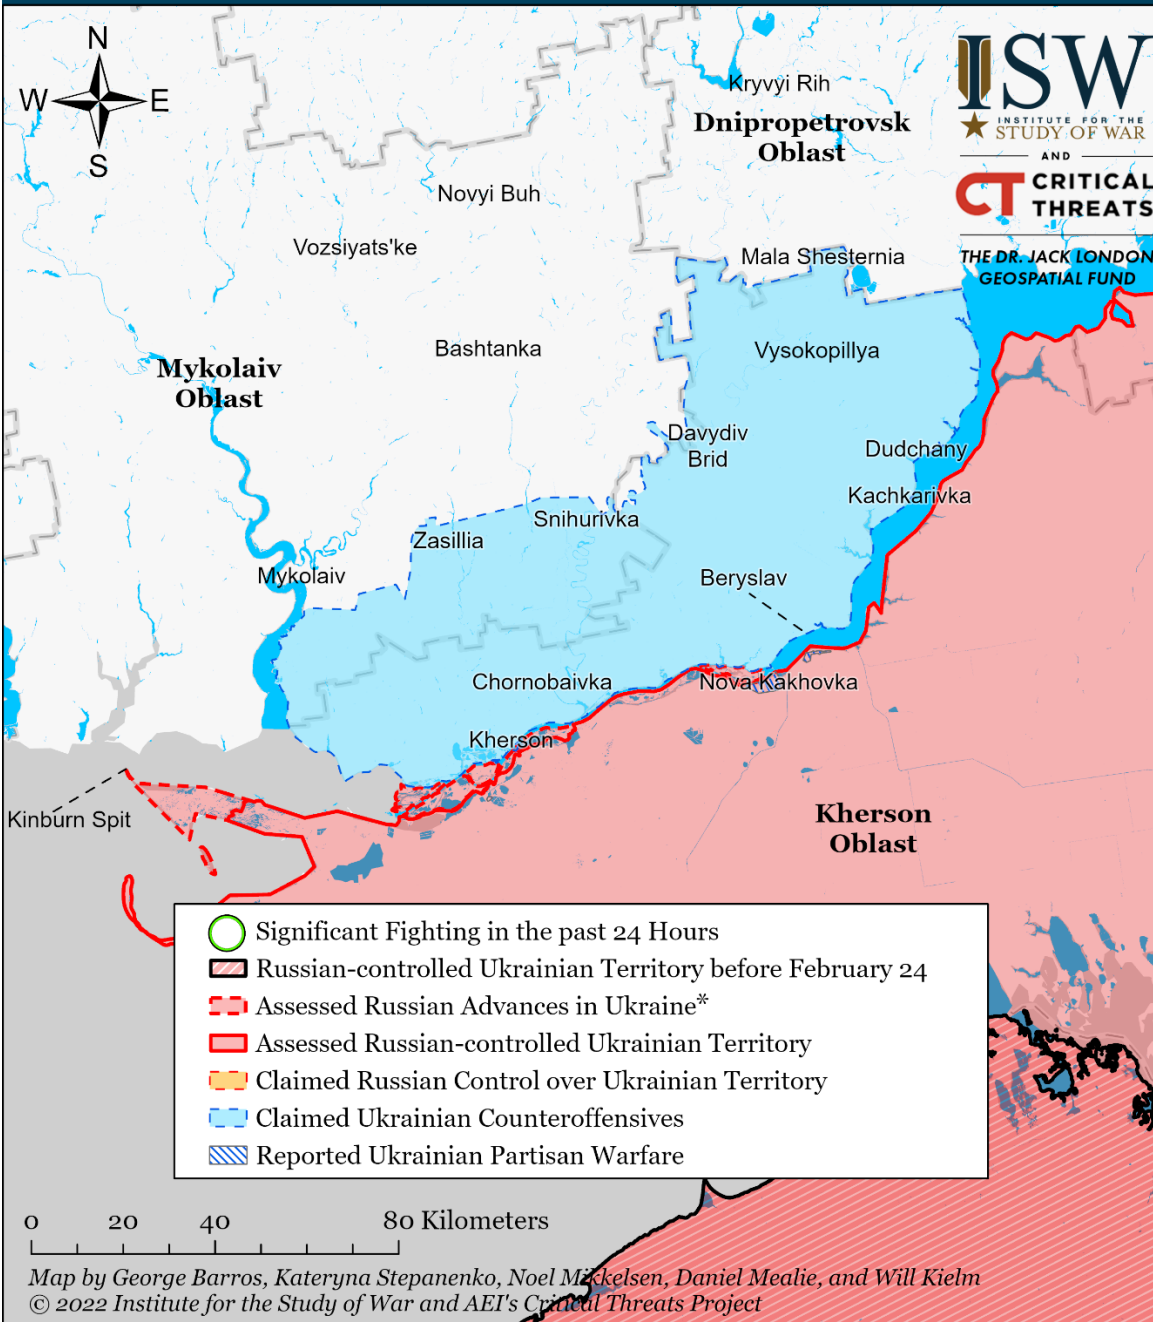 N
W E
S
ISW
INSTITUTE FOR THE
STUDY OF WAR
AND
CT CRITICAL
THREATS
THE DR. JACK LONDON
GEOSPATIAL FUND
Kryvyi Rih
Dnipropetrovsk
Oblast
Novyi Buh
Vozsiyats'ke
Mala Shesternia
Bashtanka
Vysokopillya
Mykolaiv
Oblast
Davydiv
Brid
Dudchany
Kachkarivka
Snihurivka
Zasillia
Mykolaiv
Beryslav
Chornobaivka
Nova Kakhovka
Kherson
Kinburn Spit
Kherson
Oblast
Significant Fighting in the past 24 Hours
Russian-controlled Ukrainian Territory before February 24
Assessed Russian Advances in Ukraine*
Assessed Russian-controlled Ukrainian Territory
Claimed Russian Control over Ukrainian Territory
Claimed Ukrainian Counteroffensives
Reported Ukrainian Partisan Warfare
0 20 40 80 Kilometers
Map by George Barros, Kateryna Stepanenko, Noel Mikkelsen, Daniel Mealie, and Will Kielm
© 2022 Institute for the Study of War and AEI's Critical Threats Project